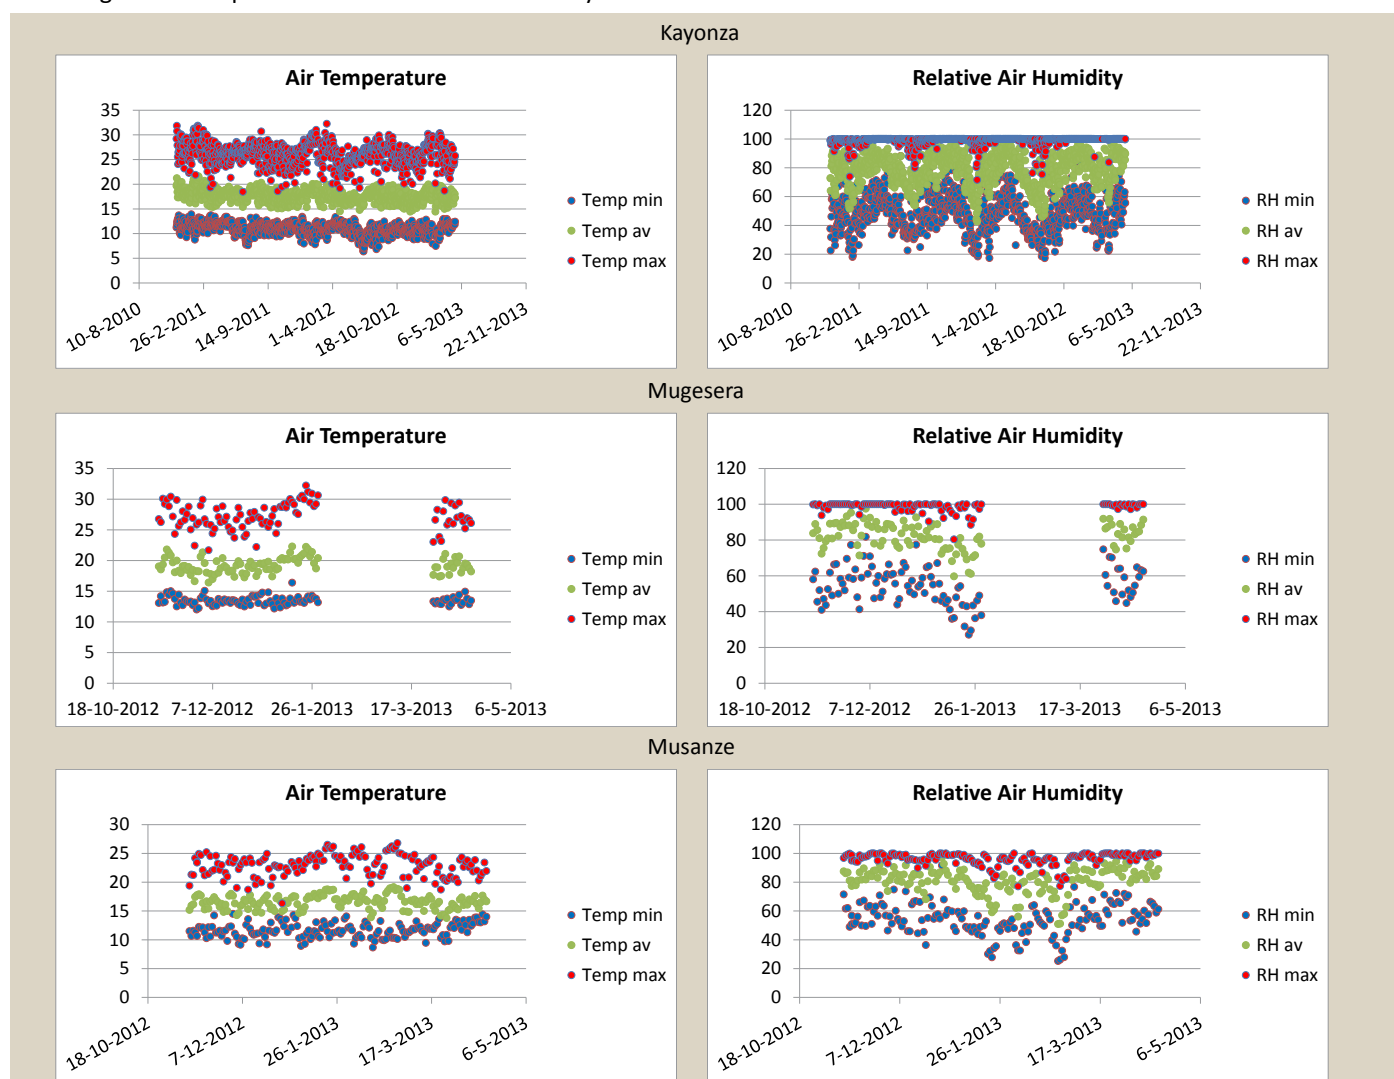 Kayonza
Air Temperature
35
30
25
20
15
10
5
0
10-8-2010
26-2-2011
14-9-2011
1-4-2012
18-10-2012
6-5-2013
22-11-2013
Temp min
Temp av
Temp max
Relative Air Humidity
120
100
80
60
40
20
0
10-8-2010
26-2-2011
14-9-2011
1-4-2012
18-10-2012
6-5-2013
22-11-2013
RH min
RH av
RH max
Mugesera
Air Temperature
35
30
25
20
15
10
5
0
18-10-2012 7-12-2012 26-1-2013 17-3-2013 6-5-2013
Temp min
Temp av
Temp max
Relative Air Humidity
120
100
80
60
40
20
0
18-10-2012 7-12-2012 26-1-2013 17-3-2013 6-5-2013
RH min
RH av
RH max
Musanze
Air Temperature
30
25
20
15
10
5
0
18-10-2012
7-12-2012
26-1-2013
17-3-2013
6-5-2013
Temp min
Temp av
Temp max
Relative Air Humidity
120
100
80
60
40
20
0
18-10-2012
7-12-2012
26-1-2013
17-3-2013
6-5-2013
RH min
RH av
RH max